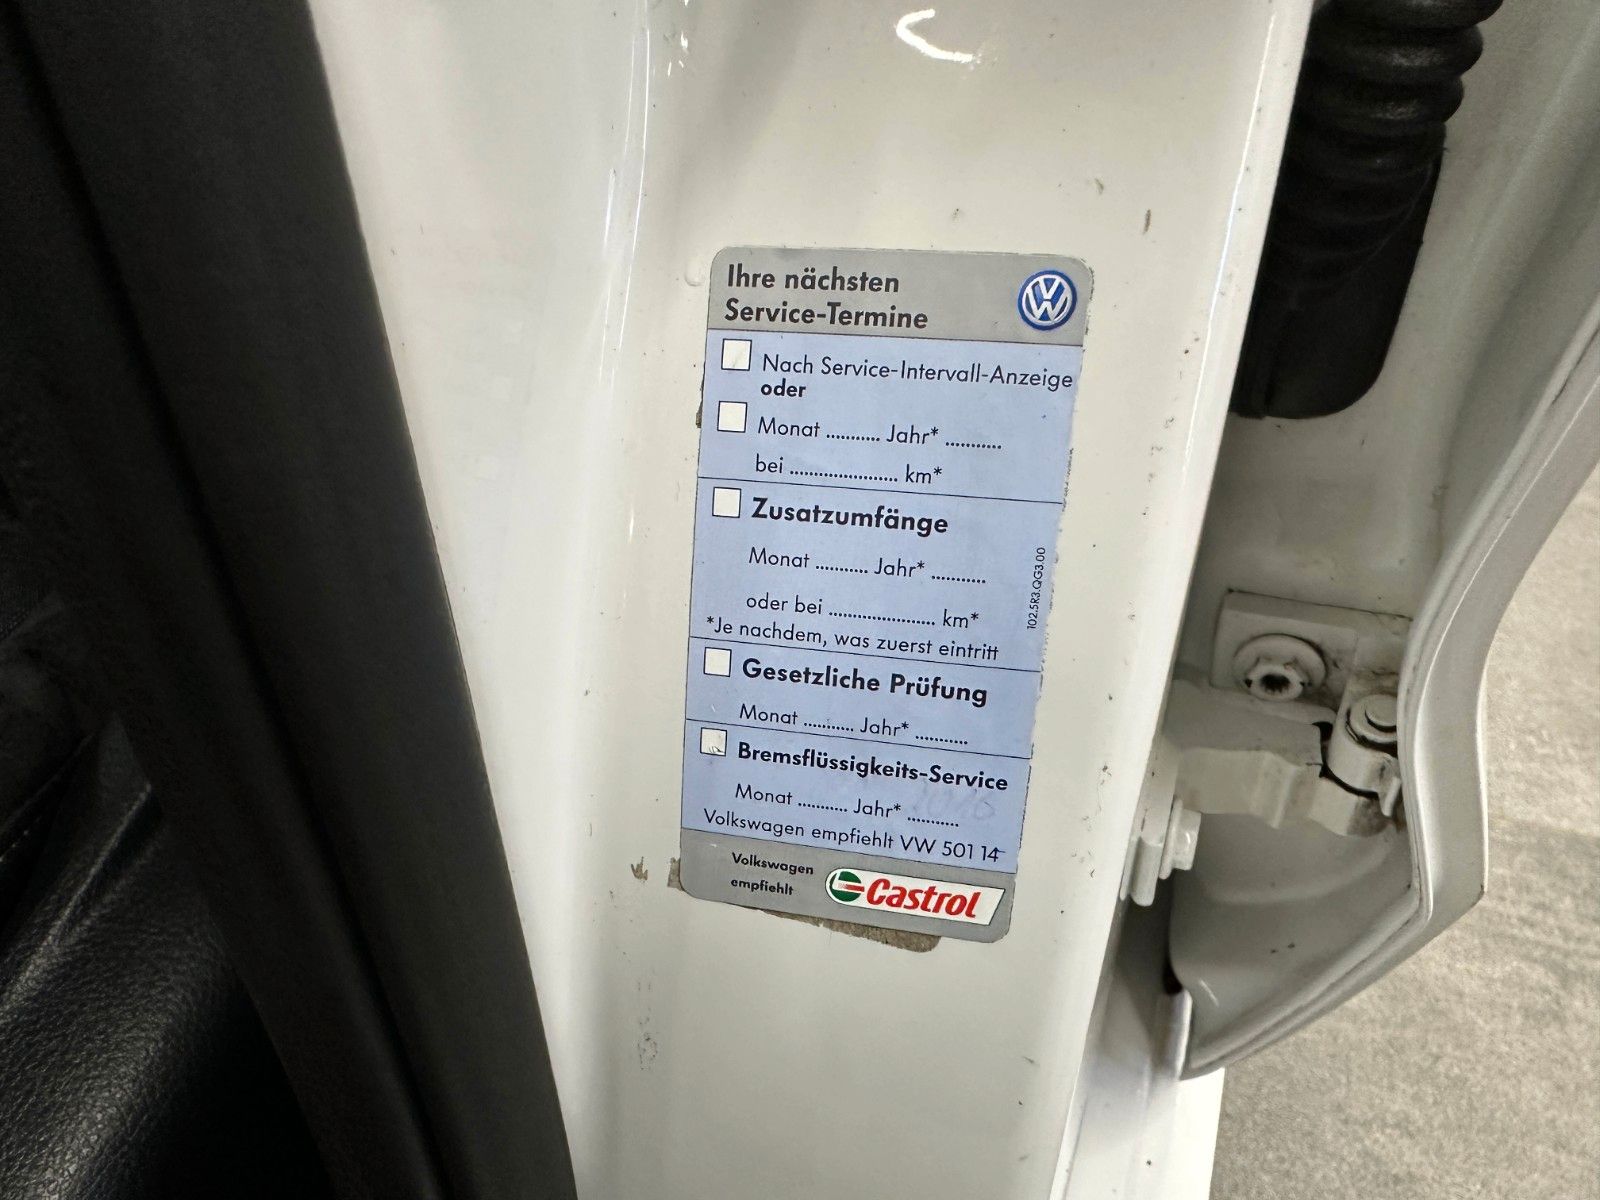 Ihre nächsten
Service-Termine
Nach Service-Intervall-Anzeige
oder
Monat ........... Jahr* ...........
bei ...................... km*
Zusatzumfänge
Monat ........... Jahr* ...........
oder bei ...................... km*
*Je nachdem, was zuerst eintritt
102.5R3.QG3.00
Gesetzliche Prüfung
Monat ........... Jahr* ...........
Bremsflüssigkeits-Service
Monat ........... Jahr* ...........
Volkswagen empfiehlt VW 501 14
Volkswagen
empfiehlt
Castrol